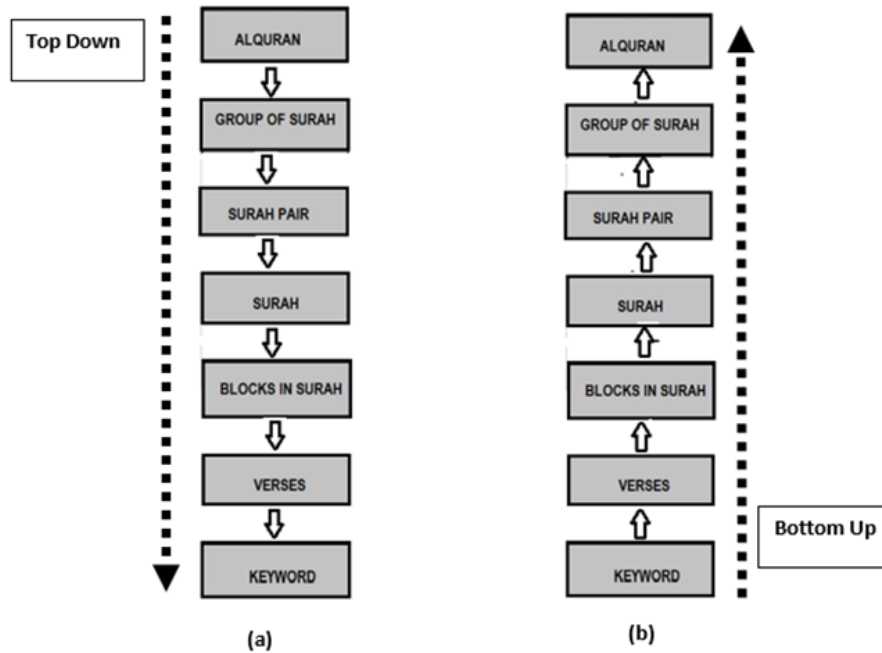 Top Down
ALQURAN
GROUP OF SURAH
SURAH PAIR
SURAH
BLOCKS IN SURAH
VERSES
KEYWORD
(a)
ALQURAN
GROUP OF SURAH
SURAH PAIR
SURAH
BLOCKS IN SURAH
VERSES
KEYWORD
Bottom Up
(b)